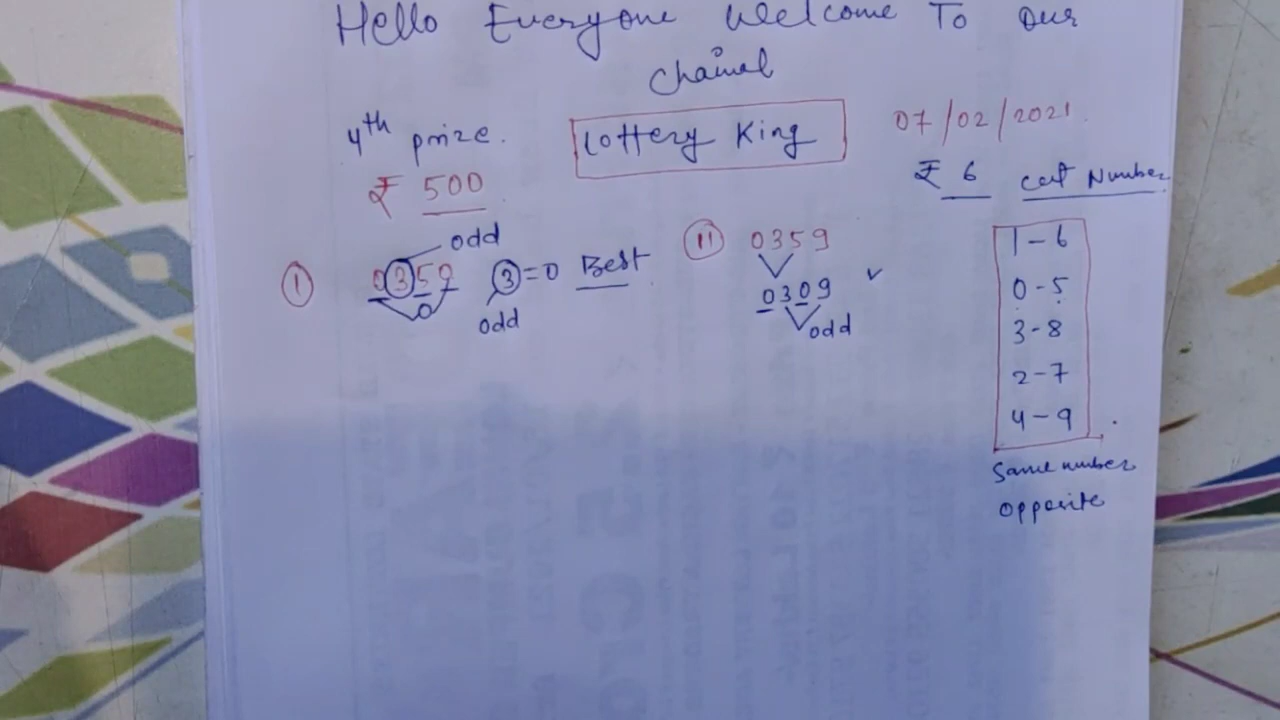 Hello Everyone Welcome To our
chainal
4th prize.
Lottery King
07/02/2021.
₹ 500
₹ 6 cut Number
odd
① 0359 ③=0 Best
0
odd
⑪ 0359
0309 ✓
odd
1-6
0-5
3-8
2-7
4-9
Same number
opposite